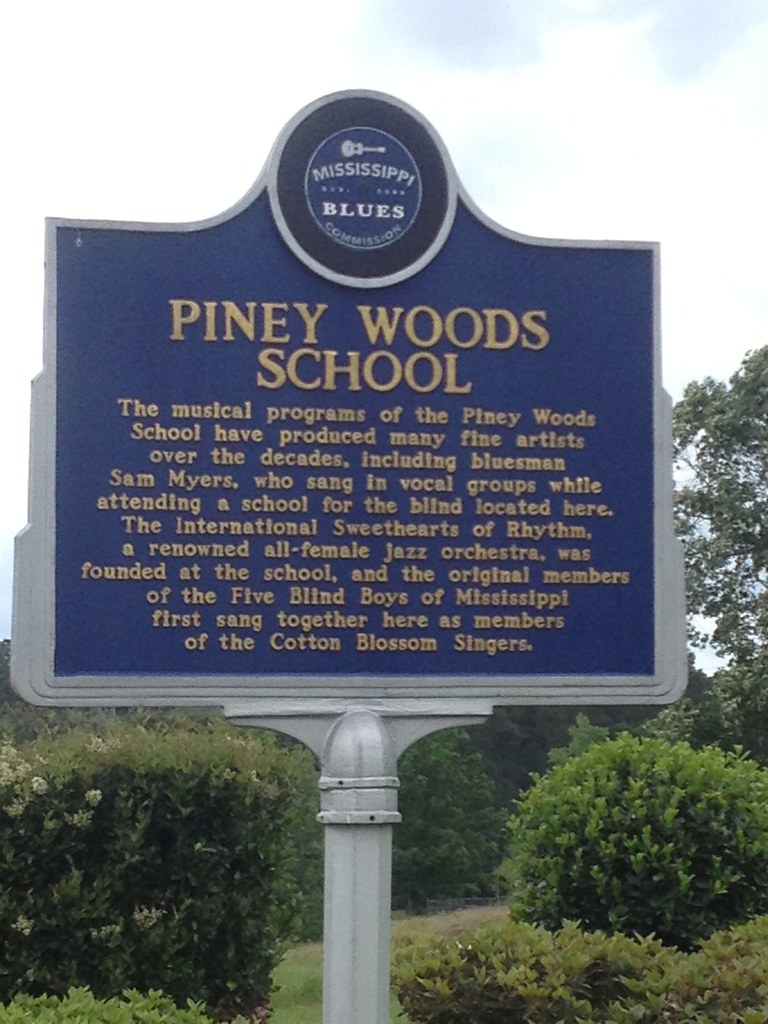 MISSISSIPPI
BLUES
COMMISSION
PINEY WOODS
SCHOOL
The musical programs of the Piney Woods
School have produced many fine artists
over the decades, including bluesman
Sam Myers, who sang in vocal groups while
attending a school for the blind located here.
The International Sweethearts of Rhythm,
a renowned all-female jazz orchestra, was
founded at the school, and the original members
of the Five Blind Boys of Mississippi
first sang together here as members
of the Cotton Blossom Singers.